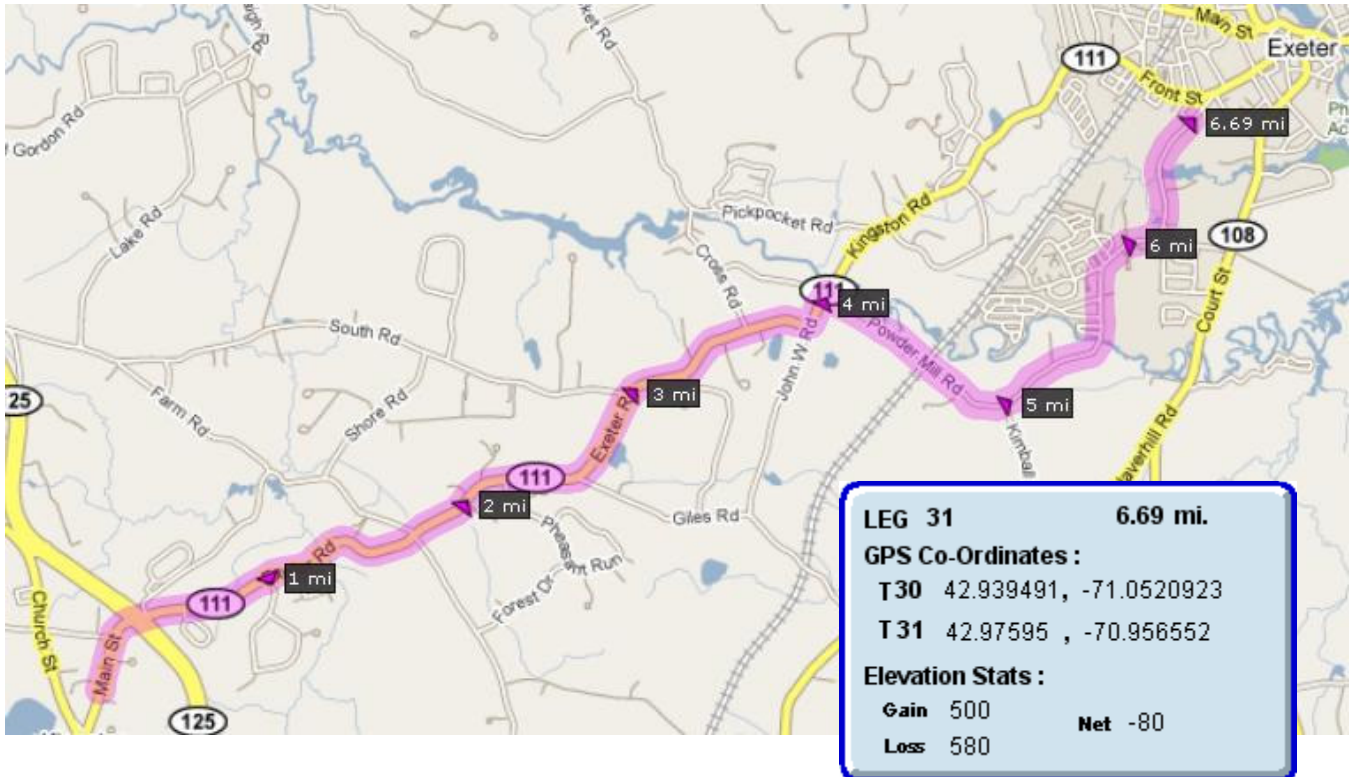 Main St
Exeter
111
Front St
6.69 mi
Gordon Rd
Lake Rd
Pickpocket Rd
Kingston Rd
Cross Rd
6 mi
108
111
4 mi
Court St
South Rd
John W Rd
Powder Mill Rd
3 mi
5 mi
25
Farm Rd
Shore Rd
Exeter R
Kimball
averhill Rd
111
2 mi
Giles Rd
Pheasant Run
Forest Dr
Rd
1 mi
111
Church St
Main St
125
LEG 31 6.69 mi.
GPS Co-Ordinates :
T30 42.939491, -71.0520923
T31 42.97595 , -70.956552
Elevation Stats :
Gain 500
Net -80
Loss 580